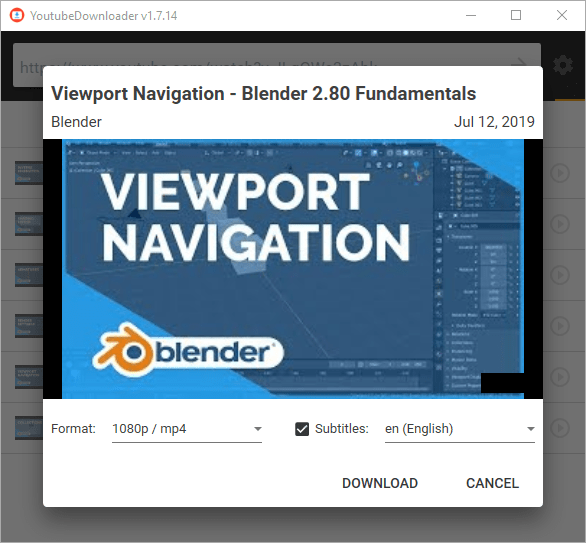 YoutubeDownloader v1.7.14
Viewport Navigation - Blender 2.80 Fundamentals
Blender
Jul 12, 2019
VIEWPORT
NAVIGATION
blender
Format:
1080p / mp4
Subtitles:
en (English)
DOWNLOAD
CANCEL